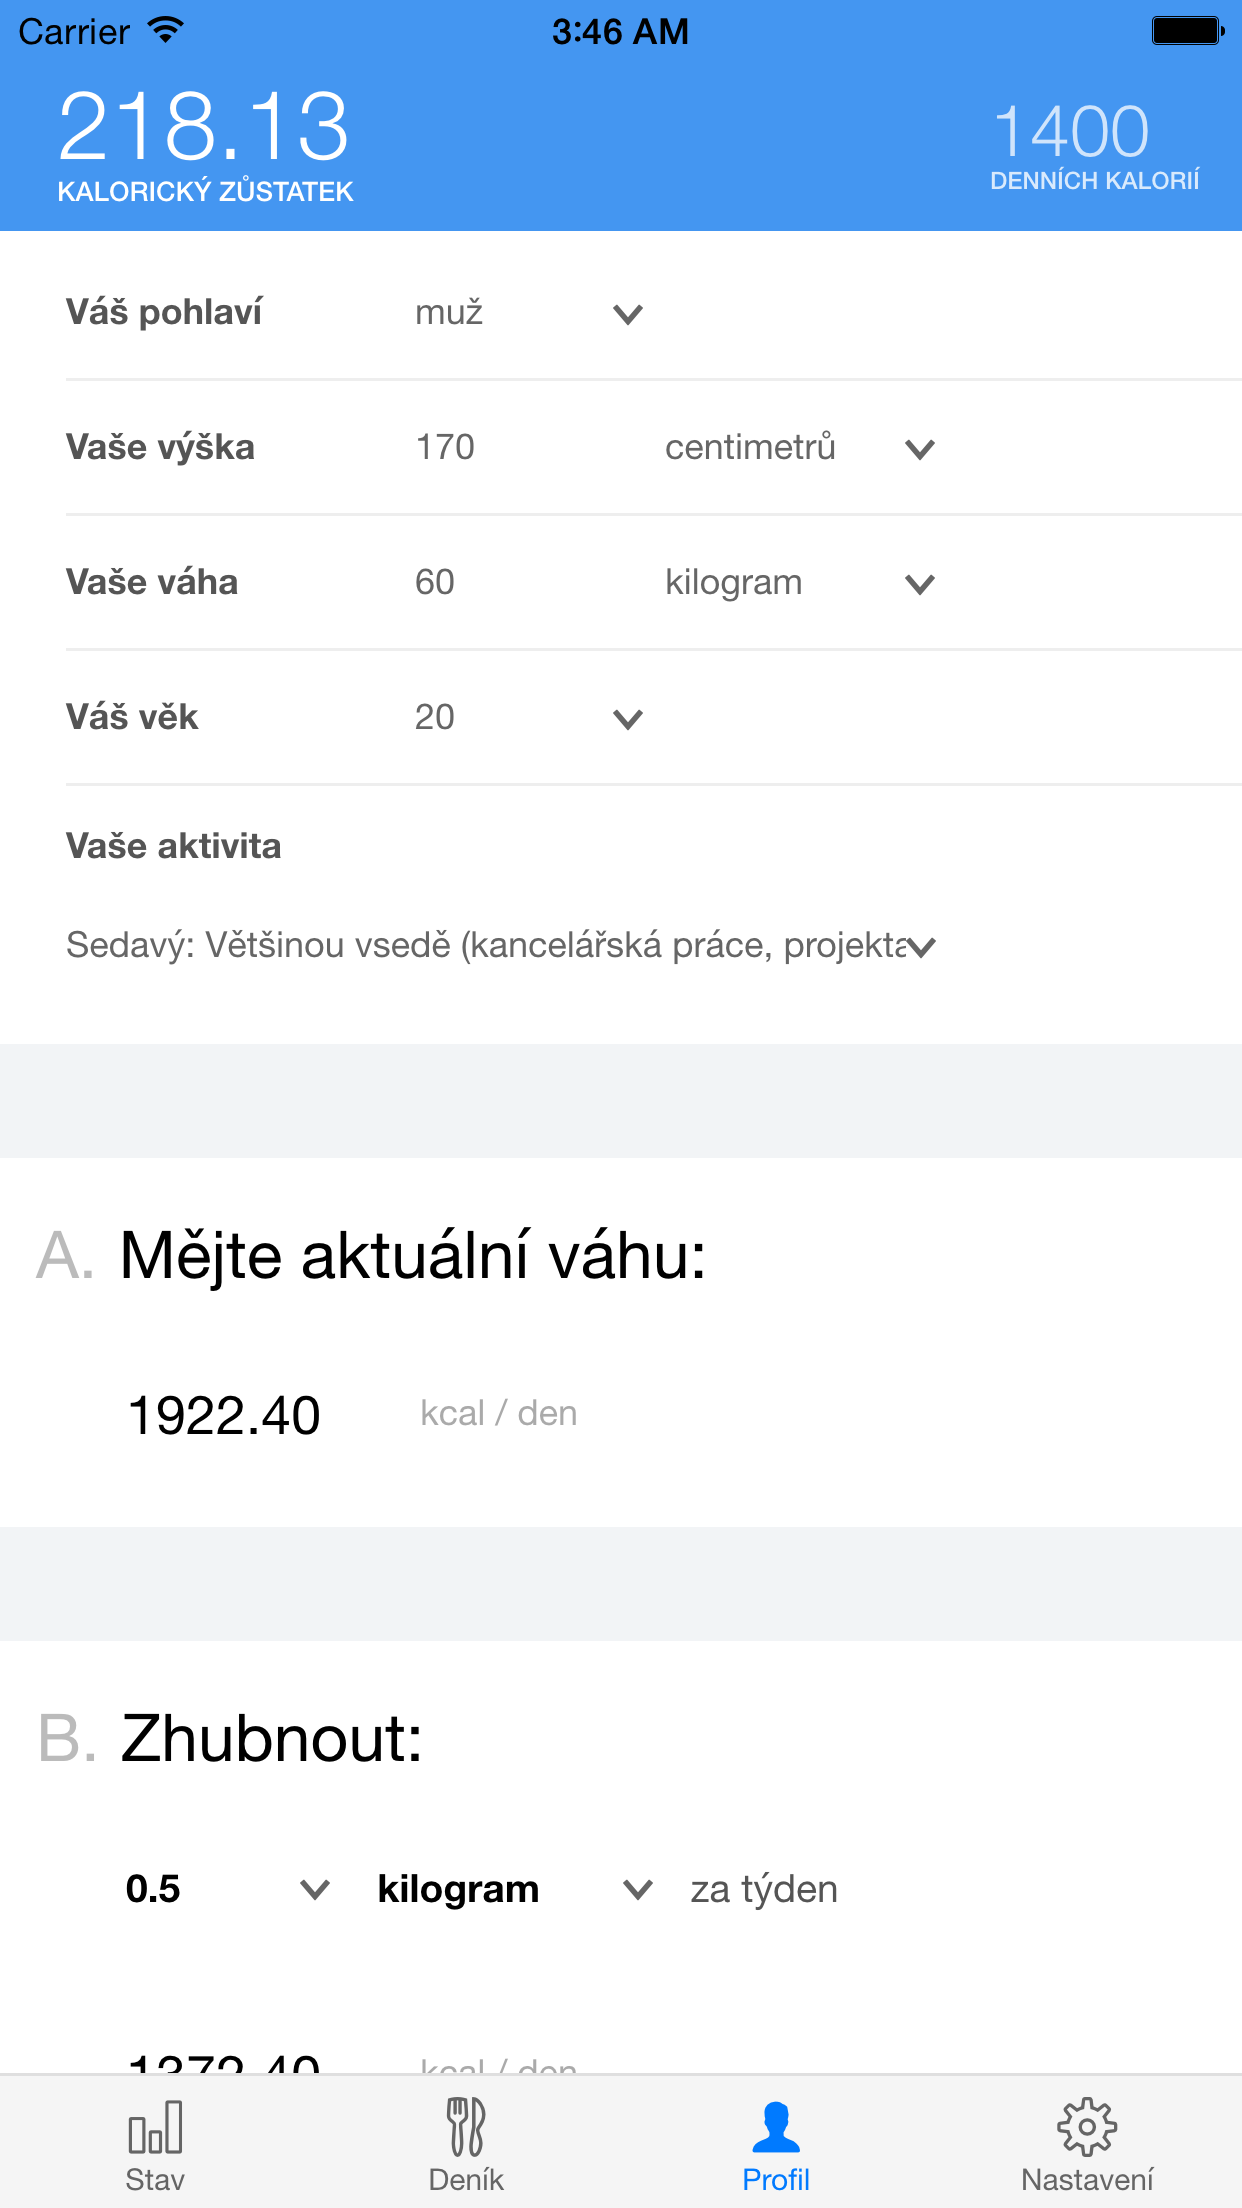 Carrier 3:46 AM
218.13 1400
KALORICKÝ ZŮSTATEK DENNÍCH KALORIÍ
Váš pohlaví muž
Vaše výška 170 centimetrů
Vaše váha 60 kilogram
Váš věk 20
Vaše aktivita
Sedavý: Většinou vsedě (kancelářská práce, projekta
A. Mějte aktuální váhu:
1922.40 kcal / den
B. Zhubnout:
0.5 kilogram za týden
1372.40 kcal / den
Stav Deník Profil Nastavení